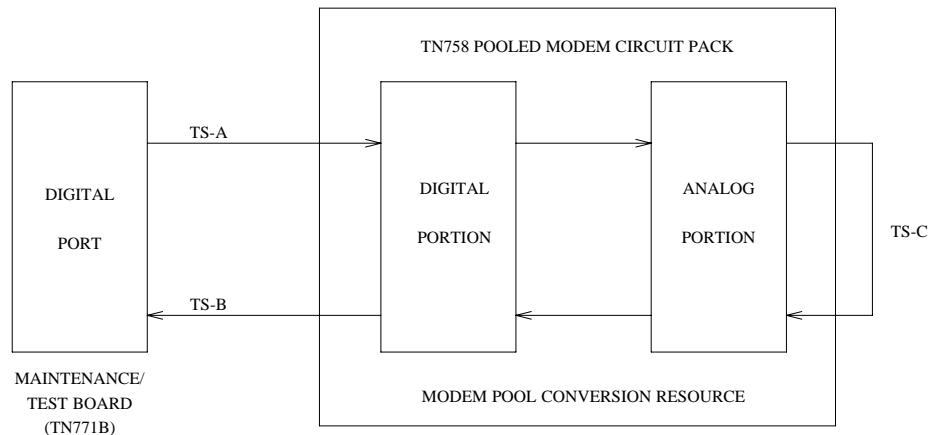 TN758 POOLED MODEM CIRCUIT PACK
TS-A
DIGITAL
PORT
DIGITAL
PORTION
ANALOG
PORTION
TS-C
TS-B
MAINTENANCE/
TEST BOARD
(TN771B)
MODEM POOL CONVERSION RESOURCE